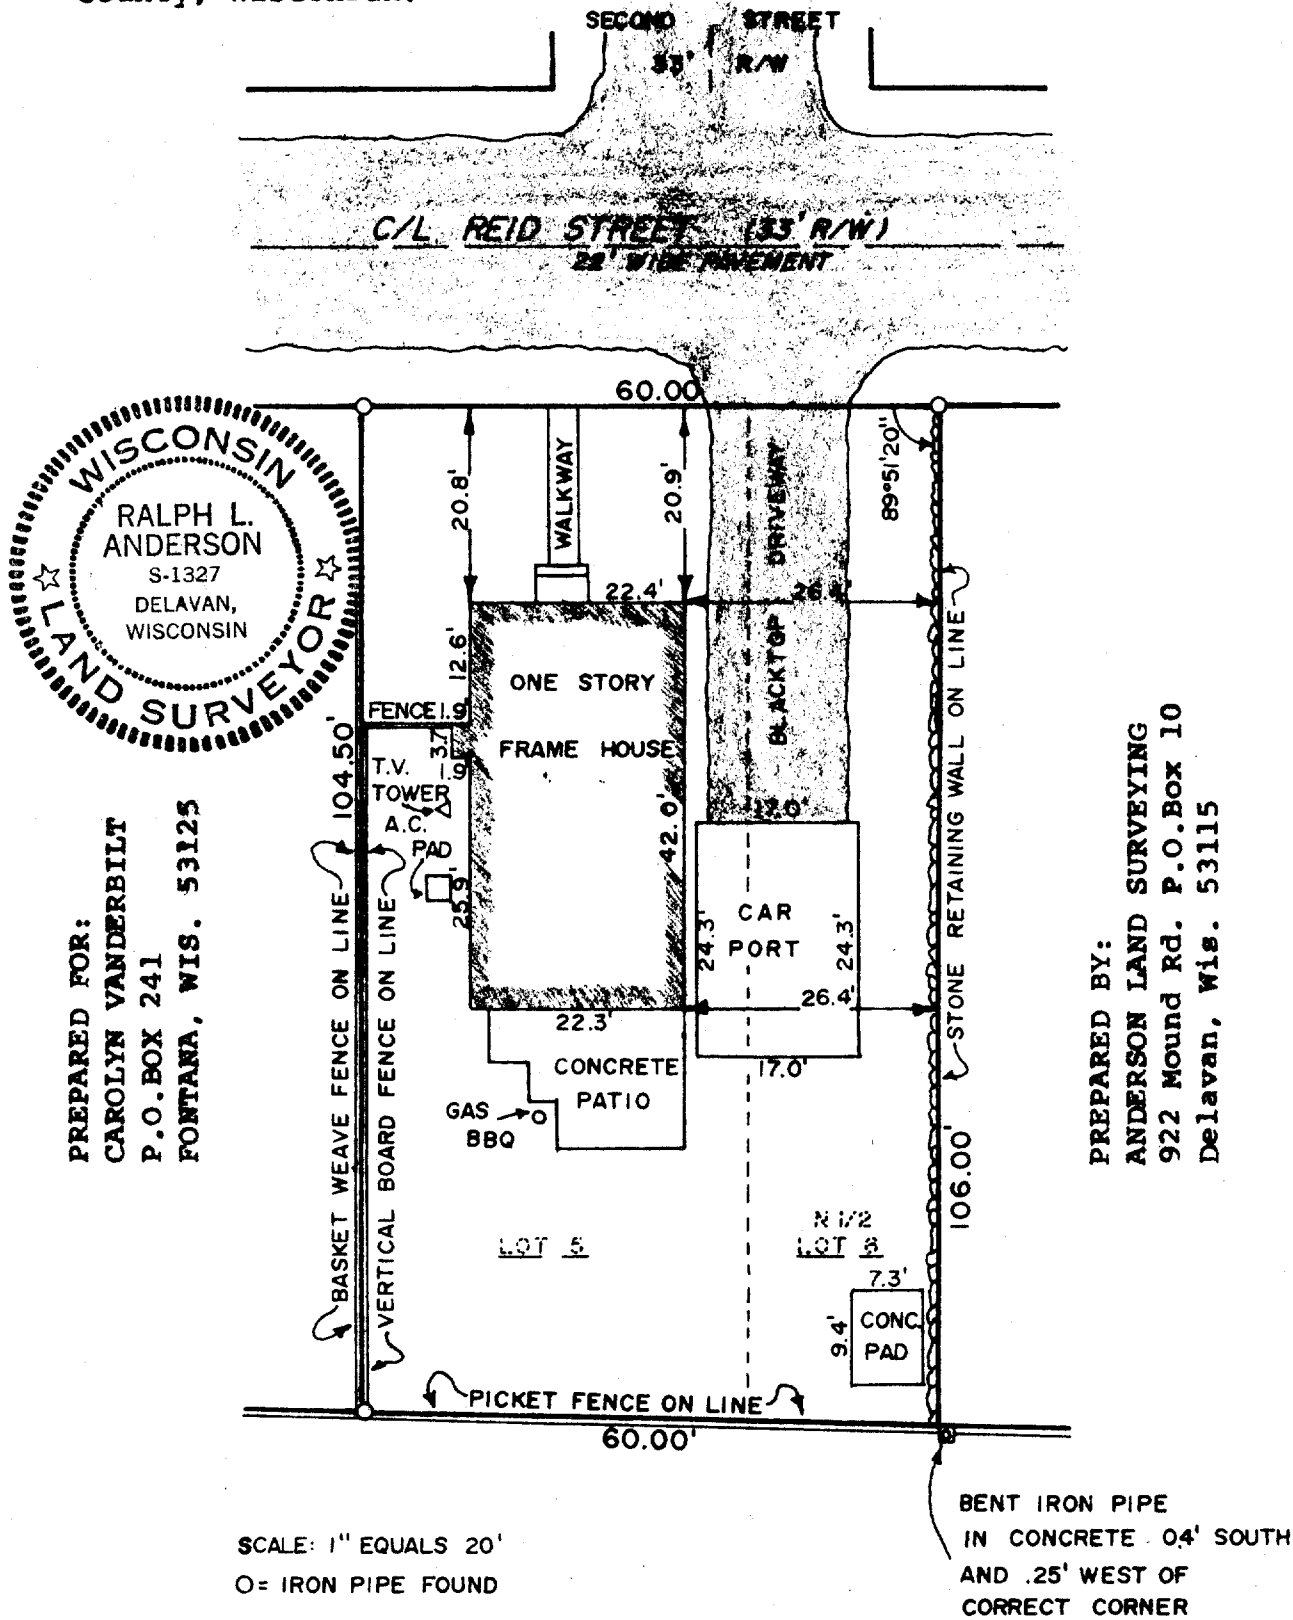 County, Wisconsin.
SECOND STREET
33' R/W
C/L REID STREET (33' R/W)
22' WIDE PAVEMENT
60.00'
WISCONSIN
RALPH L.
ANDERSON
S-1327
DELAVAN,
WISCONSIN
LAND SURVEYOR
20.8'
WALKWAY
20.9'
BLACKTOP DRIVEWAY
89°51'20"
22.4'
26.4'
12.6'
ONE STORY
FRAME HOUSE
FENCE 1.9'
3.7'
1.9'
T.V.
TOWER
A.C.
PAD
25.9'
42.0'
104.50'
17.0'
CAR
PORT
24.3'
24.3'
26.4'
17.0'
22.3'
CONCRETE
PATIO
GAS
BBQ
BASKET WEAVE FENCE ON LINE
VERTICAL BOARD FENCE ON LINE
STONE RETAINING WALL ON LINE
106.00'
PREPARED FOR:
CAROLYN VANDERBILT
P.O.BOX 241
FONTANA, WIS. 53125
PREPARED BY:
ANDERSON LAND SURVEYING
922 Mound Rd. P.O.Box 10
Delavan, Wis. 53115
LOT 5
N 1/2
LOT 8
7.3'
9.4'
CONC.
PAD
PICKET FENCE ON LINE
60.00'
SCALE: 1" EQUALS 20'
O= IRON PIPE FOUND
BENT IRON PIPE
IN CONCRETE 0.4' SOUTH
AND .25' WEST OF
CORRECT CORNER